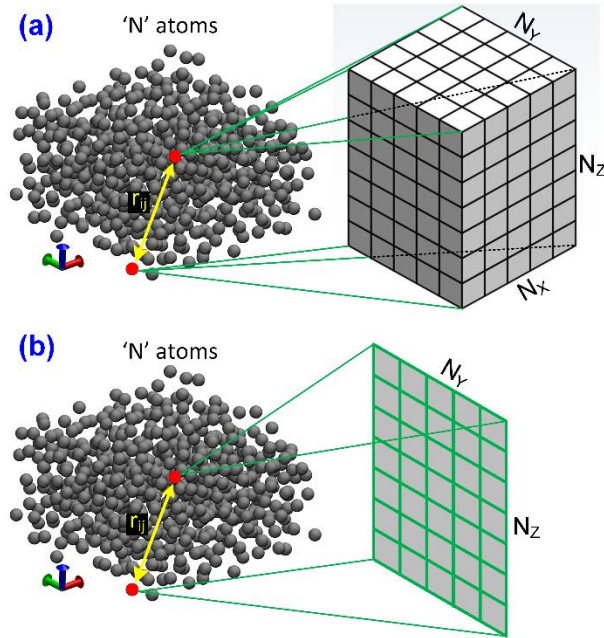 (a)
'N' atoms
N_Y
r_ij
N_Z
N_X
(b)
'N' atoms
N_Y
r_ij
N_Z